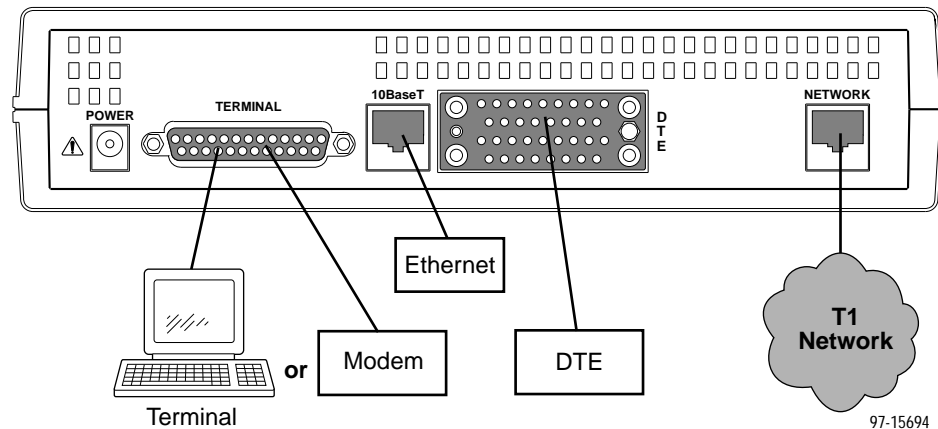 TERMINAL
10BaseT
NETWORK
POWER
D
T
E
Ethernet
T1
Network
or
Modem
DTE
Terminal
97-15694